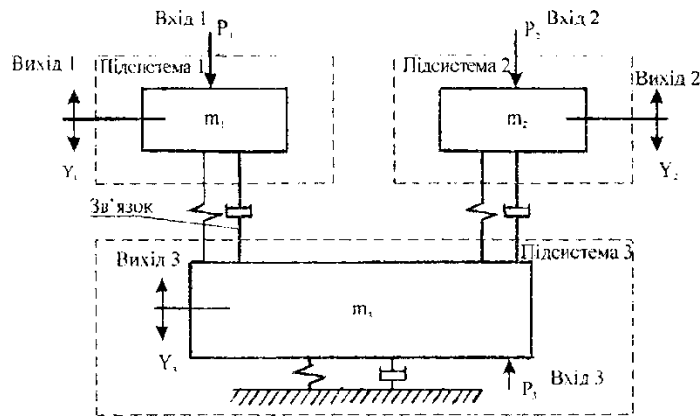 Вхід 1
P₁
P₂
Вхід 2
Вихід 1
Підсистема 1
Підсистема 2
Вихід 2
m₁
m₂
Y₁
Y₂
Зв'язок
Підсистема 3
Вихід 3
m₃
Y₃
P₃
Вхід 3